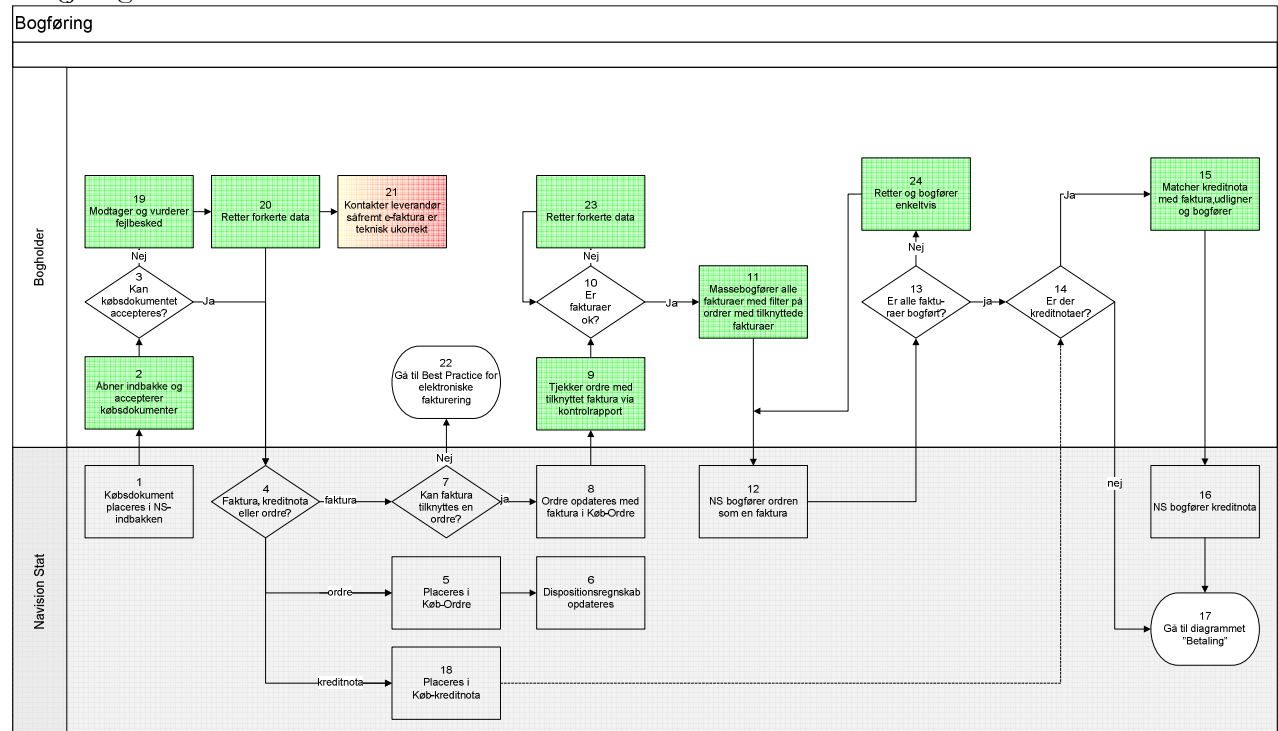 Bogføring
Bogholder
19
Modtager og vurderer
fejlbesked
20
Retter forkerte data
21
Kontakter leverandør
såfremt e-faktura er
teknisk ukorrekt
23
Retter forkerte data
24
Retter og bogfører
enkeltvis
15
Matcher kreditnota
med faktura,udligner
og bogfører
Nej
Nej
Nej
Ja
3
Kan
købsdokumentet
accepteres?
Ja
10
Er
fakturaer
ok?
Ja
11
Massebogfører alle
fakturaer med filter på
ordrer med tilknyttede
fakturaer
13
Er alle faktu-
raer bogført?
ja
14
Er der
kreditnotaer?
2
Åbner indbakke og
accepterer
købsdokumenter
22
Gå til Best Practice for
elektroniske
fakturering
9
Tjekker ordre med
tilknyttet faktura via
kontrolrapport
Navision Stat
Nej
nej
1
Købsdokument
placeres i NS-
indbakken
4
Faktura, kreditnota
eller ordre?
faktura
7
Kan faktura
tilknyttes en
ordre?
ja
8
Ordre opdateres med
faktura i Køb-Ordre
12
NS bogfører ordren
som en faktura
16
NS bogfører kreditnota
ordre
5
Placeres i
Køb-Ordre
6
Dispositionsregnskab
opdateres
17
Gå til diagrammet
"Betaling"
kreditnota
18
Placeres i
Køb-kreditnota